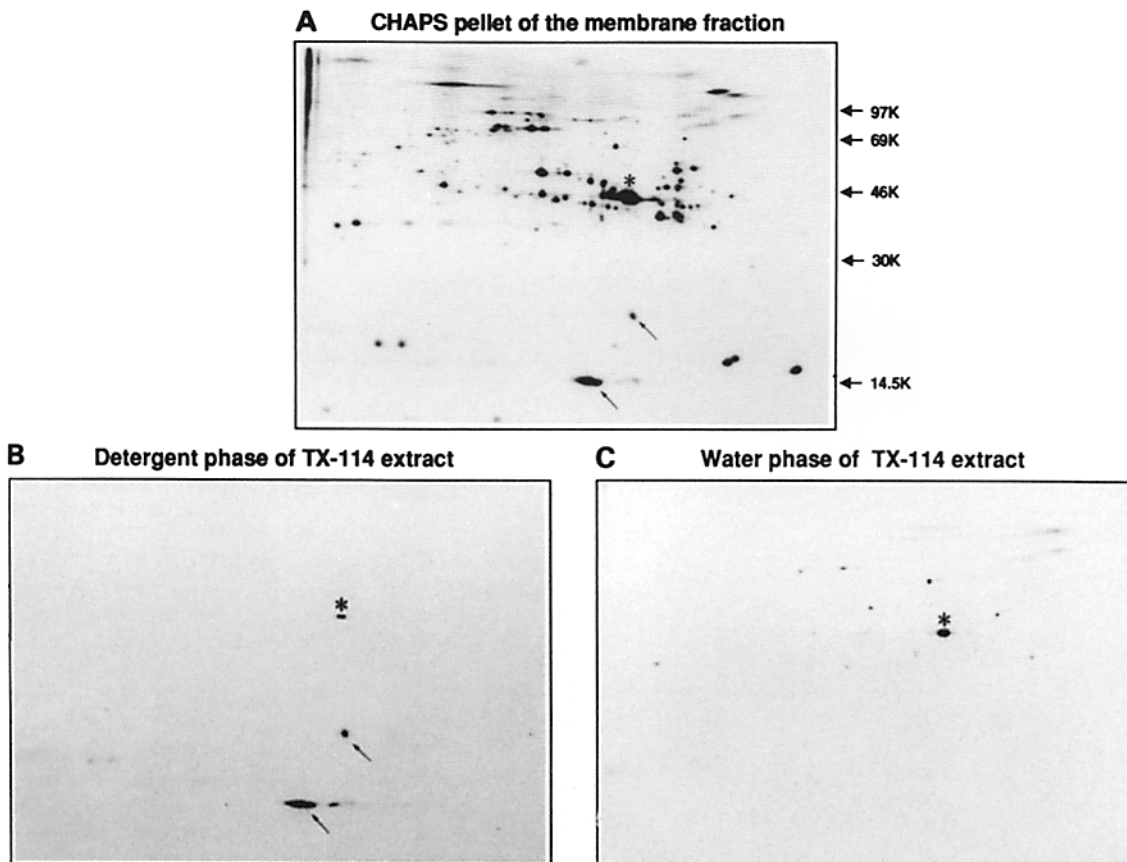 A CHAPS pellet of the membrane fraction
97K
69K
*
46K
30K
14.5K
B Detergent phase of TX-114 extract
C Water phase of TX-114 extract
*
*